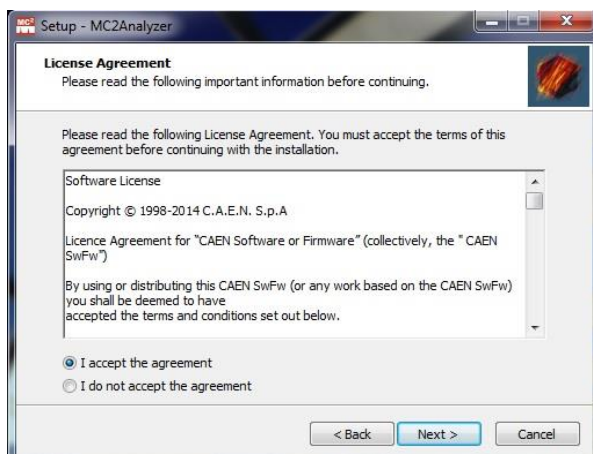 MC²
Setup - MC2Analyzer
License Agreement
Please read the following important information before continuing.
Please read the following License Agreement. You must accept the terms of this
agreement before continuing with the installation.
Software License
Copyright © 1998-2014 C.A.E.N. S.p.A
Licence Agreement for "CAEN Software or Firmware" (collectively, the " CAEN
SwFw")
By using or distributing this CAEN SwFw (or any work based on the CAEN SwFw)
you shall be deemed to have
accepted the terms and conditions set out below.
I accept the agreement
I do not accept the agreement
< Back Next > Cancel